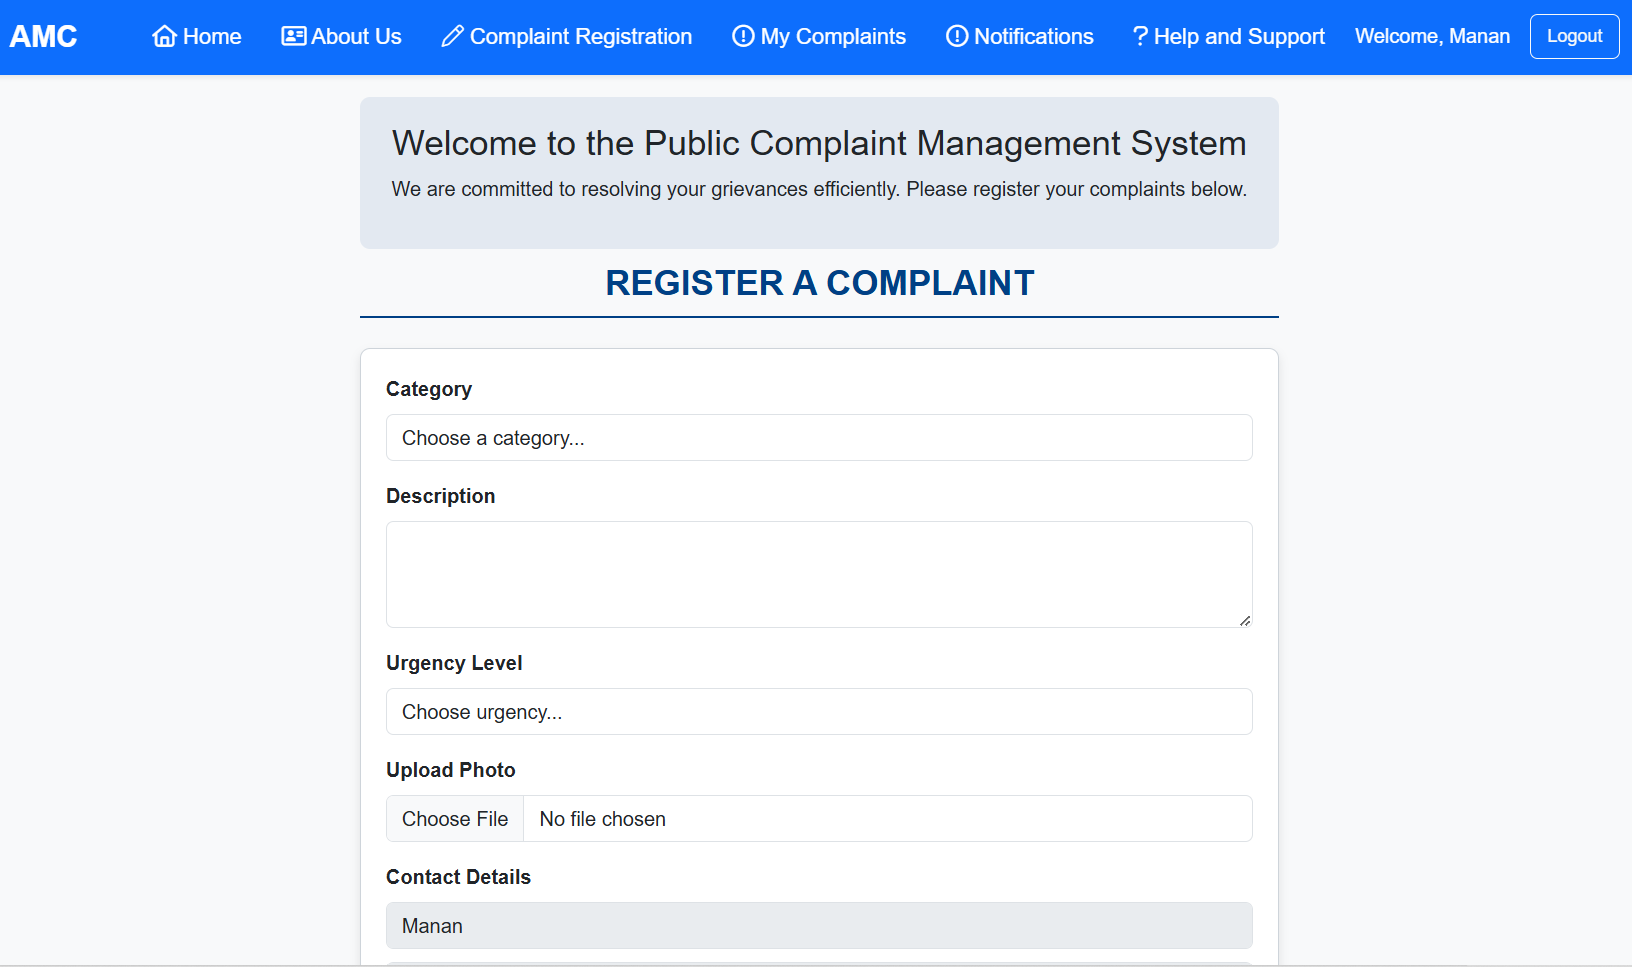 AMC
Home
About Us
Complaint Registration
My Complaints
Notifications
Help and Support
Welcome, Manan
Logout
Welcome to the Public Complaint Management System
We are committed to resolving your grievances efficiently. Please register your complaints below.
REGISTER A COMPLAINT
Category
Choose a category...
Description
Urgency Level
Choose urgency...
Upload Photo
Choose File No file chosen
Contact Details
Manan